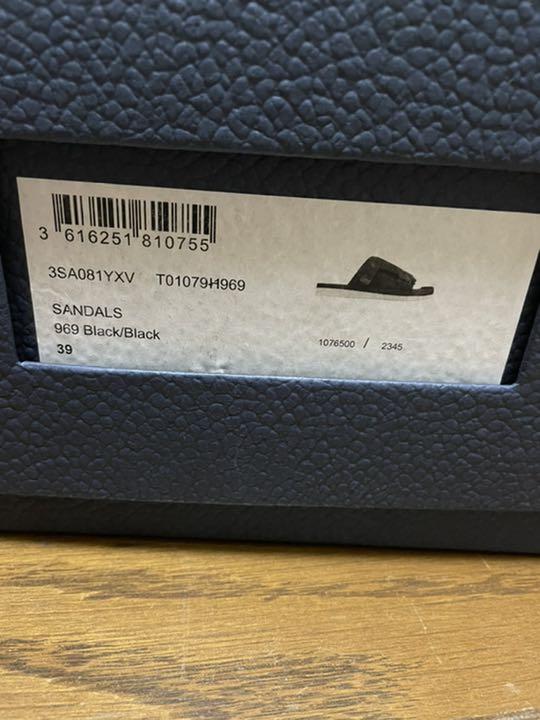 3 616251 810755
3SA081YXV T01079H969
SANDALS
969 Black/Black
39
1076500 / 2345